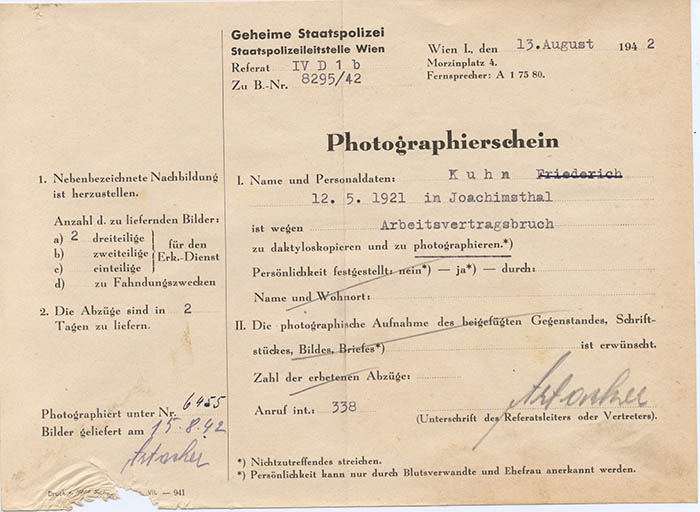 Geheime Staatspolizei
Staatspolizeileitstelle Wien
Referat IV D 1 b
Zu B.-Nr. 8295/42
Wien I., den 13. August 1942
Morzinplatz 4.
Fernsprecher: A 1 75 80.
Photographierschein
1. Nebenbezeichnete Nachbildung
ist herzustellen.
Anzahl d. zu liefernden Bilder:
a) 2 dreiteilige
b) zweiteilige
c) einteilige
für den
Erk.-Dienst
d) zu Fahndungszwecken
2. Die Abzüge sind in 2
Tagen zu liefern.
Photographiert unter Nr. 6455
Bilder geliefert am 15.8.42
I. Name und Personaldaten: Kuhn Friederich
12. 5. 1921 in Joachimsthal
ist wegen Arbeitsvertragsbruch
zu daktyloskopieren und zu photographieren.*)
Persönlichkeit festgestellt: nein*) — ja*) — durch:
Name und Wohnort:
II. Die photographische Aufnahme des beigefügten Gegenstandes, Schrift-
stückes, Bildes, Briefes*) ist erwünscht.
Zahl der erbetenen Abzüge:
Anruf int.: 338
(Unterschrift des Referatsleiters oder Vertreters).
*) Nichtzutreffendes streichen.
*) Persönlichkeit kann nur durch Blutsverwandte und Ehefrau anerkannt werden.
Druck VII. — 941